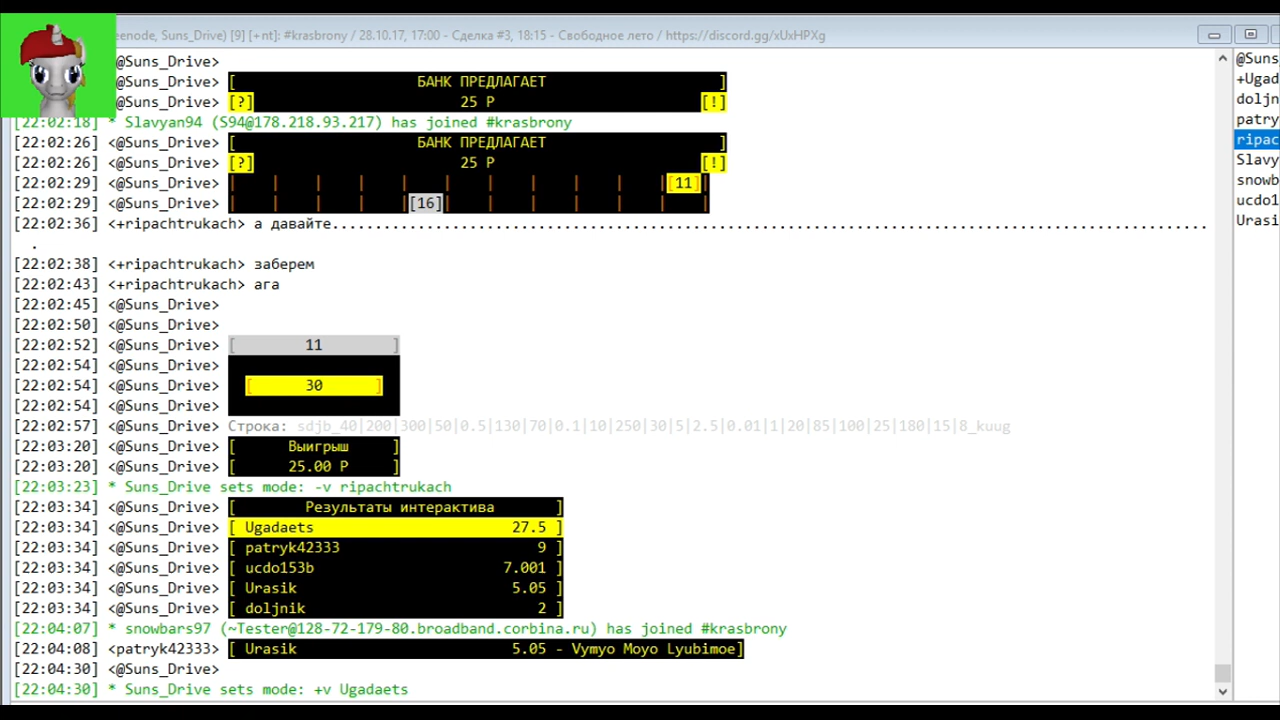 eenode, Suns_Drive) [9] [+nt]: #krasbrony / 28.10.17, 17:00 - Сделка #3, 18:15 - Свободное лето / https://discord.gg/xUxHPXg
@Suns_Drive>
@Suns_Drive> [ БАНК ПРЕДЛАГАЕТ ]
@Suns_Drive> [?] 25 Р [!]
[22:02:18] * Slavyan94 (S94@178.218.93.217) has joined #krasbrony
[22:02:26] <@Suns_Drive> [ БАНК ПРЕДЛАГАЕТ ]
[22:02:26] <@Suns_Drive> [?] 25 Р [!]
[22:02:29] <@Suns_Drive> | | | | | | | | | | |[11]|
[22:02:29] <@Suns_Drive> | | | | |[16]| | | | | |
[22:02:36] <+ripachtrukach> а давайте......................................................................................................
.
[22:02:38] <+ripachtrukach> заберем
[22:02:43] <+ripachtrukach> ага
[22:02:45] <@Suns_Drive>
[22:02:50] <@Suns_Drive>
[22:02:52] <@Suns_Drive> [ 11 ]
[22:02:54] <@Suns_Drive>
[22:02:54] <@Suns_Drive> [ 30 ]
[22:02:54] <@Suns_Drive>
[22:02:57] <@Suns_Drive> Строка: sdjb_40|200|300|50|0.5|130|70|0.1|10|250|30|5|2.5|0.01|1|20|85|100|25|180|15|8_kuug
[22:03:20] <@Suns_Drive> [ Выигрыш ]
[22:03:20] <@Suns_Drive> [ 25.00 Р ]
[22:03:23] * Suns_Drive sets mode: -v ripachtrukach
[22:03:34] <@Suns_Drive> [ Результаты интерактива ]
[22:03:34] <@Suns_Drive> [ Ugadaets 27.5 ]
[22:03:34] <@Suns_Drive> [ patryk42333 9 ]
[22:03:34] <@Suns_Drive> [ ucdo153b 7.001 ]
[22:03:34] <@Suns_Drive> [ Urasik 5.05 ]
[22:03:34] <@Suns_Drive> [ doljnik 2 ]
[22:04:07] * snowbars97 (~Tester@128-72-179-80.broadband.corbina.ru) has joined #krasbrony
[22:04:08] <patryk42333> [ Urasik 5.05 - Vymyo Moyo Lyubimoe]
[22:04:30] <@Suns_Drive>
[22:04:30] * Suns_Drive sets mode: +v Ugadaets
@Suns
+Ugad
doljn
patry
ripac
Slavy
snowb
ucdo1
Urasi